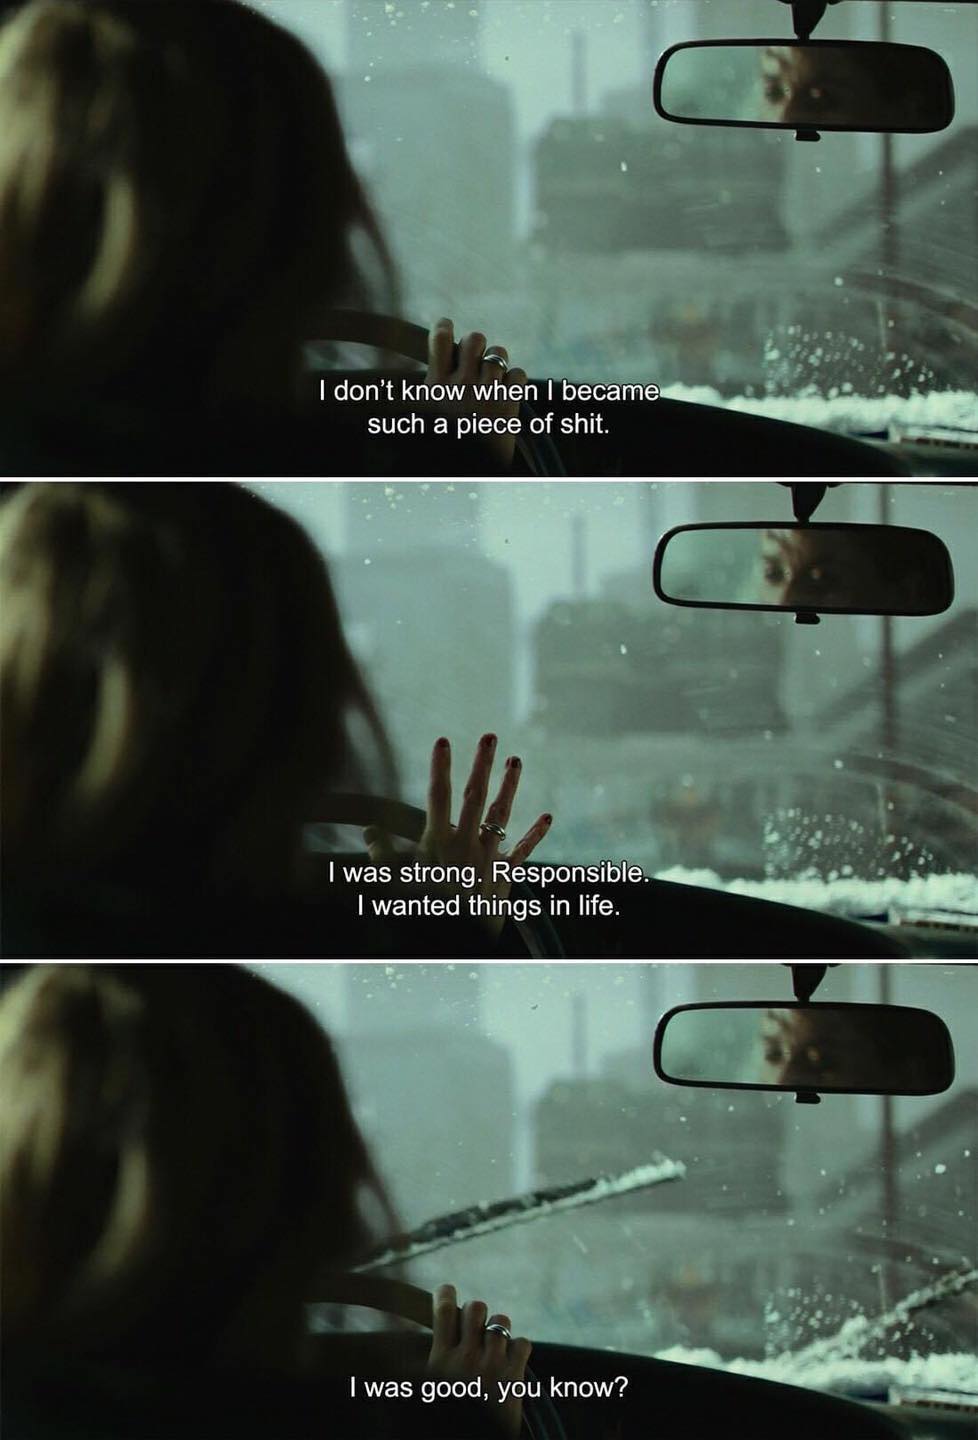 I don't know when I became
such a piece of shit.
I was strong. Responsible.
I wanted things in life.
I was good, you know?